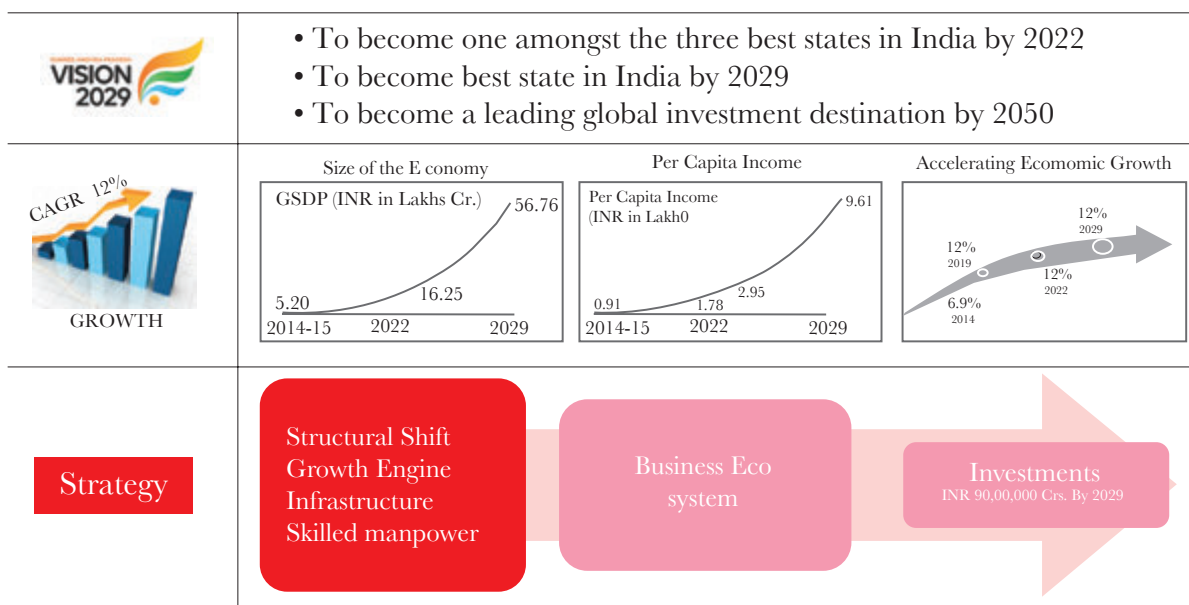 VISION
2029
• To become one amongst the three best states in India by 2022
• To become best state in India by 2029
• To become a leading global investment destination by 2050
CAGR 12%
GROWTH
Size of the E conomy
GSDP (INR in Lakhs Cr.)
56.76
16.25
5.20
2014-15
2022
2029
Per Capita Income
Per Capita Income
(INR in Lakh0
9.61
2.95
1.78
0.91
2014-15
2022
2029
Accelerating Ecomomic Growth
12%
2029
12%
2019
12%
2022
6.9%
2014
Strategy
Structural Shift
Growth Engine
Infrastructure
Skilled manpower
Business Eco
system
Investments
INR 90,00,000 Crs. By 2029